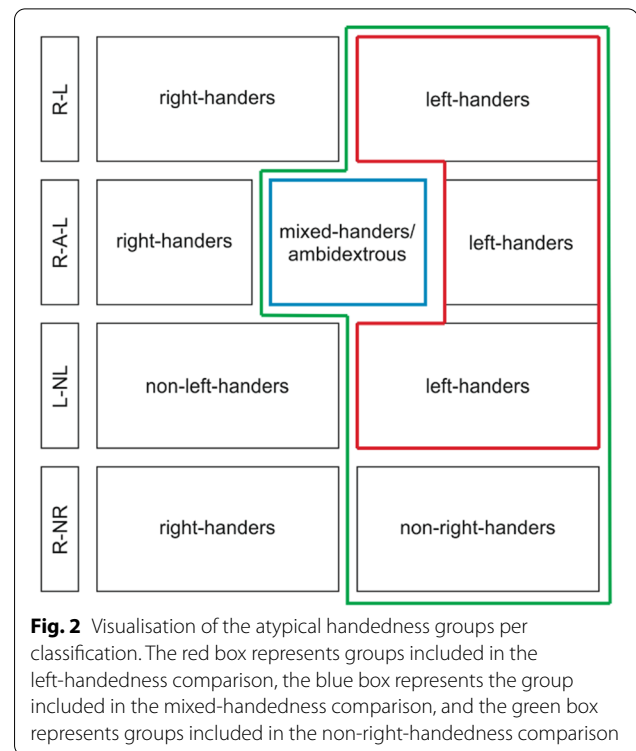 R-L
right-handers
left-handers
R-A-L
right-handers
mixed-handers/
ambidextrous
left-handers
L-NL
non-left-handers
left-handers
R-NR
right-handers
non-right-handers
Fig. 2 Visualisation of the atypical handedness groups per
classification. The red box represents groups included in the
left-handedness comparison, the blue box represents the group
included in the mixed-handedness comparison, and the green box
represents groups included in the non-right-handedness comparison